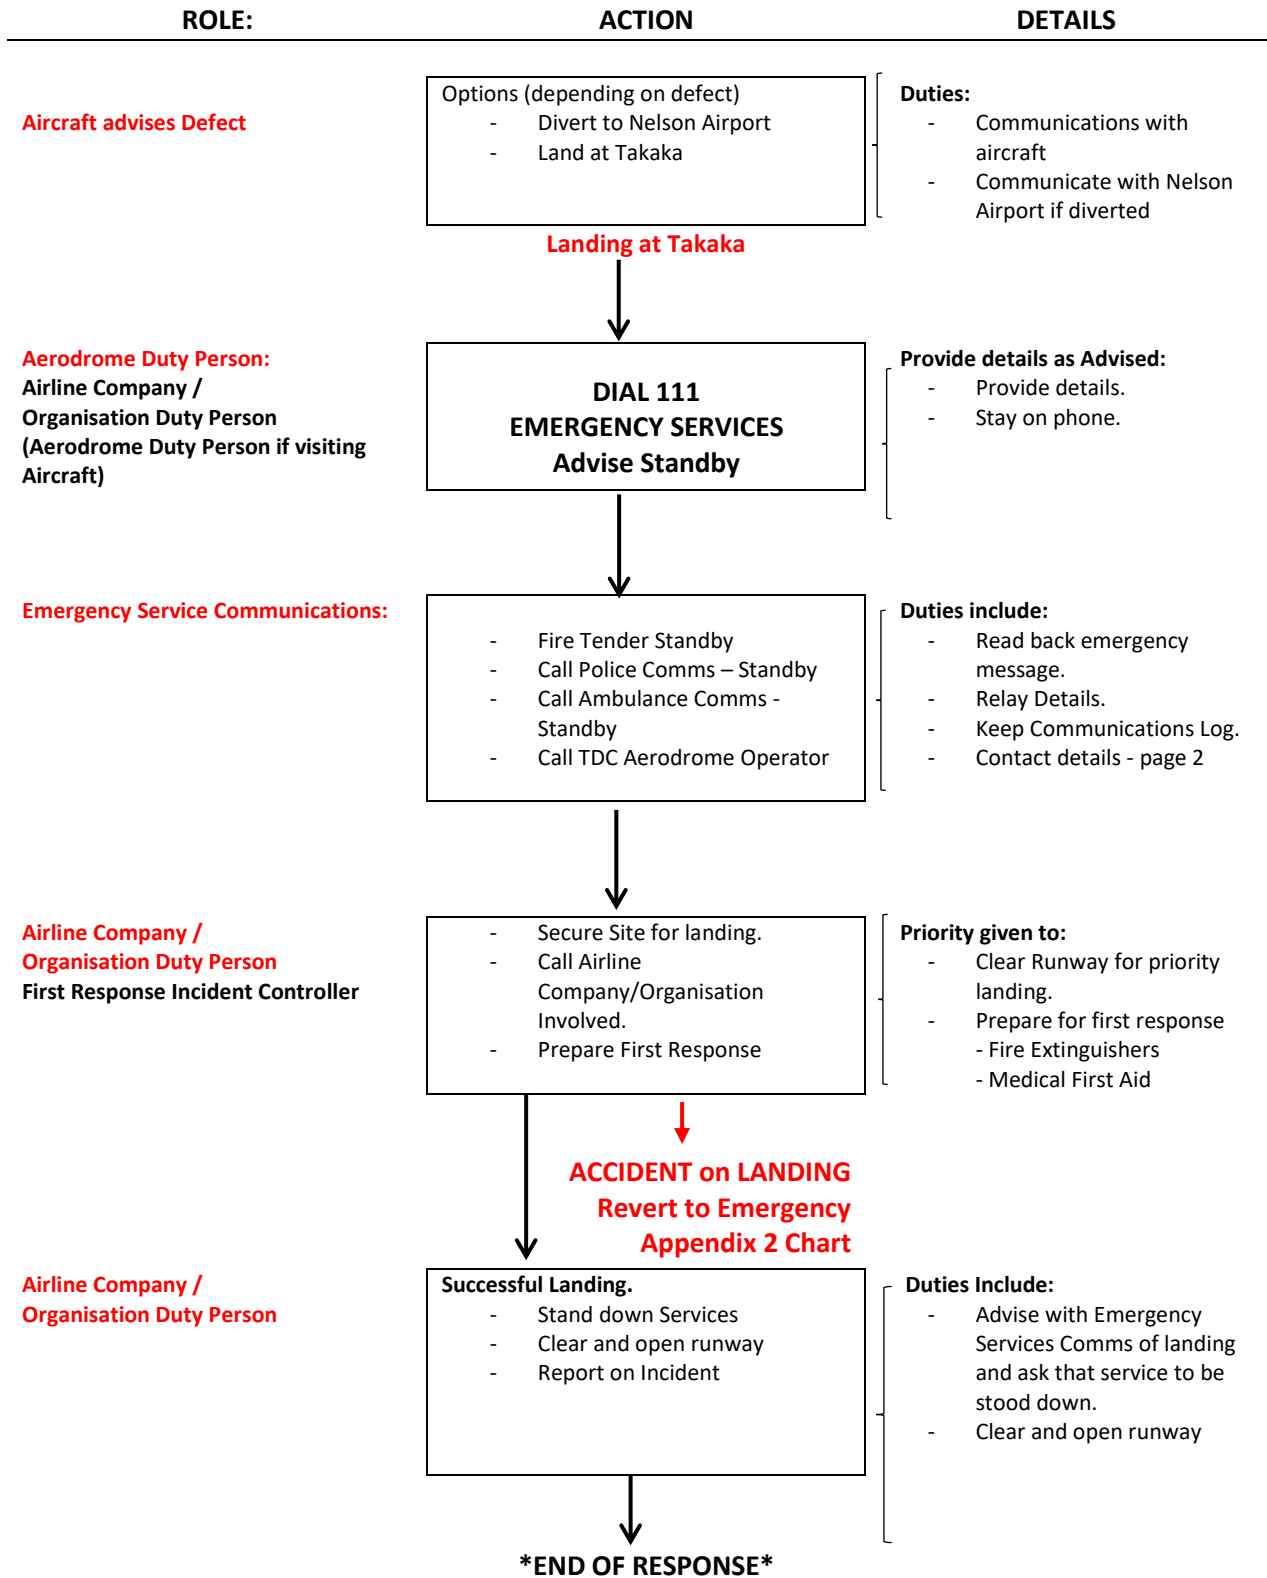 ROLE: ACTION DETAILS
Aircraft advises Defect
Options (depending on defect)
- Divert to Nelson Airport
- Land at Takaka
Duties:
- Communications with
aircraft
- Communicate with Nelson
Airport if diverted
Landing at Takaka
Aerodrome Duty Person:
Airline Company /
Organisation Duty Person
(Aerodrome Duty Person if visiting
Aircraft)
DIAL 111
EMERGENCY SERVICES
Advise Standby
Provide details as Advised:
- Provide details.
- Stay on phone.
Emergency Service Communications:
- Fire Tender Standby
- Call Police Comms – Standby
- Call Ambulance Comms -
Standby
- Call TDC Aerodrome Operator
Duties include:
- Read back emergency
message.
- Relay Details.
- Keep Communications Log.
- Contact details - page 2
Airline Company /
Organisation Duty Person
First Response Incident Controller
- Secure Site for landing.
- Call Airline
Company/Organisation
Involved.
- Prepare First Response
Priority given to:
- Clear Runway for priority
landing.
- Prepare for first response
- Fire Extinguishers
- Medical First Aid
ACCIDENT on LANDING
Revert to Emergency
Appendix 2 Chart
Airline Company /
Organisation Duty Person
Successful Landing.
- Stand down Services
- Clear and open runway
- Report on Incident
Duties Include:
- Advise with Emergency
Services Comms of landing
and ask that service to be
stood down.
- Clear and open runway
*END OF RESPONSE*